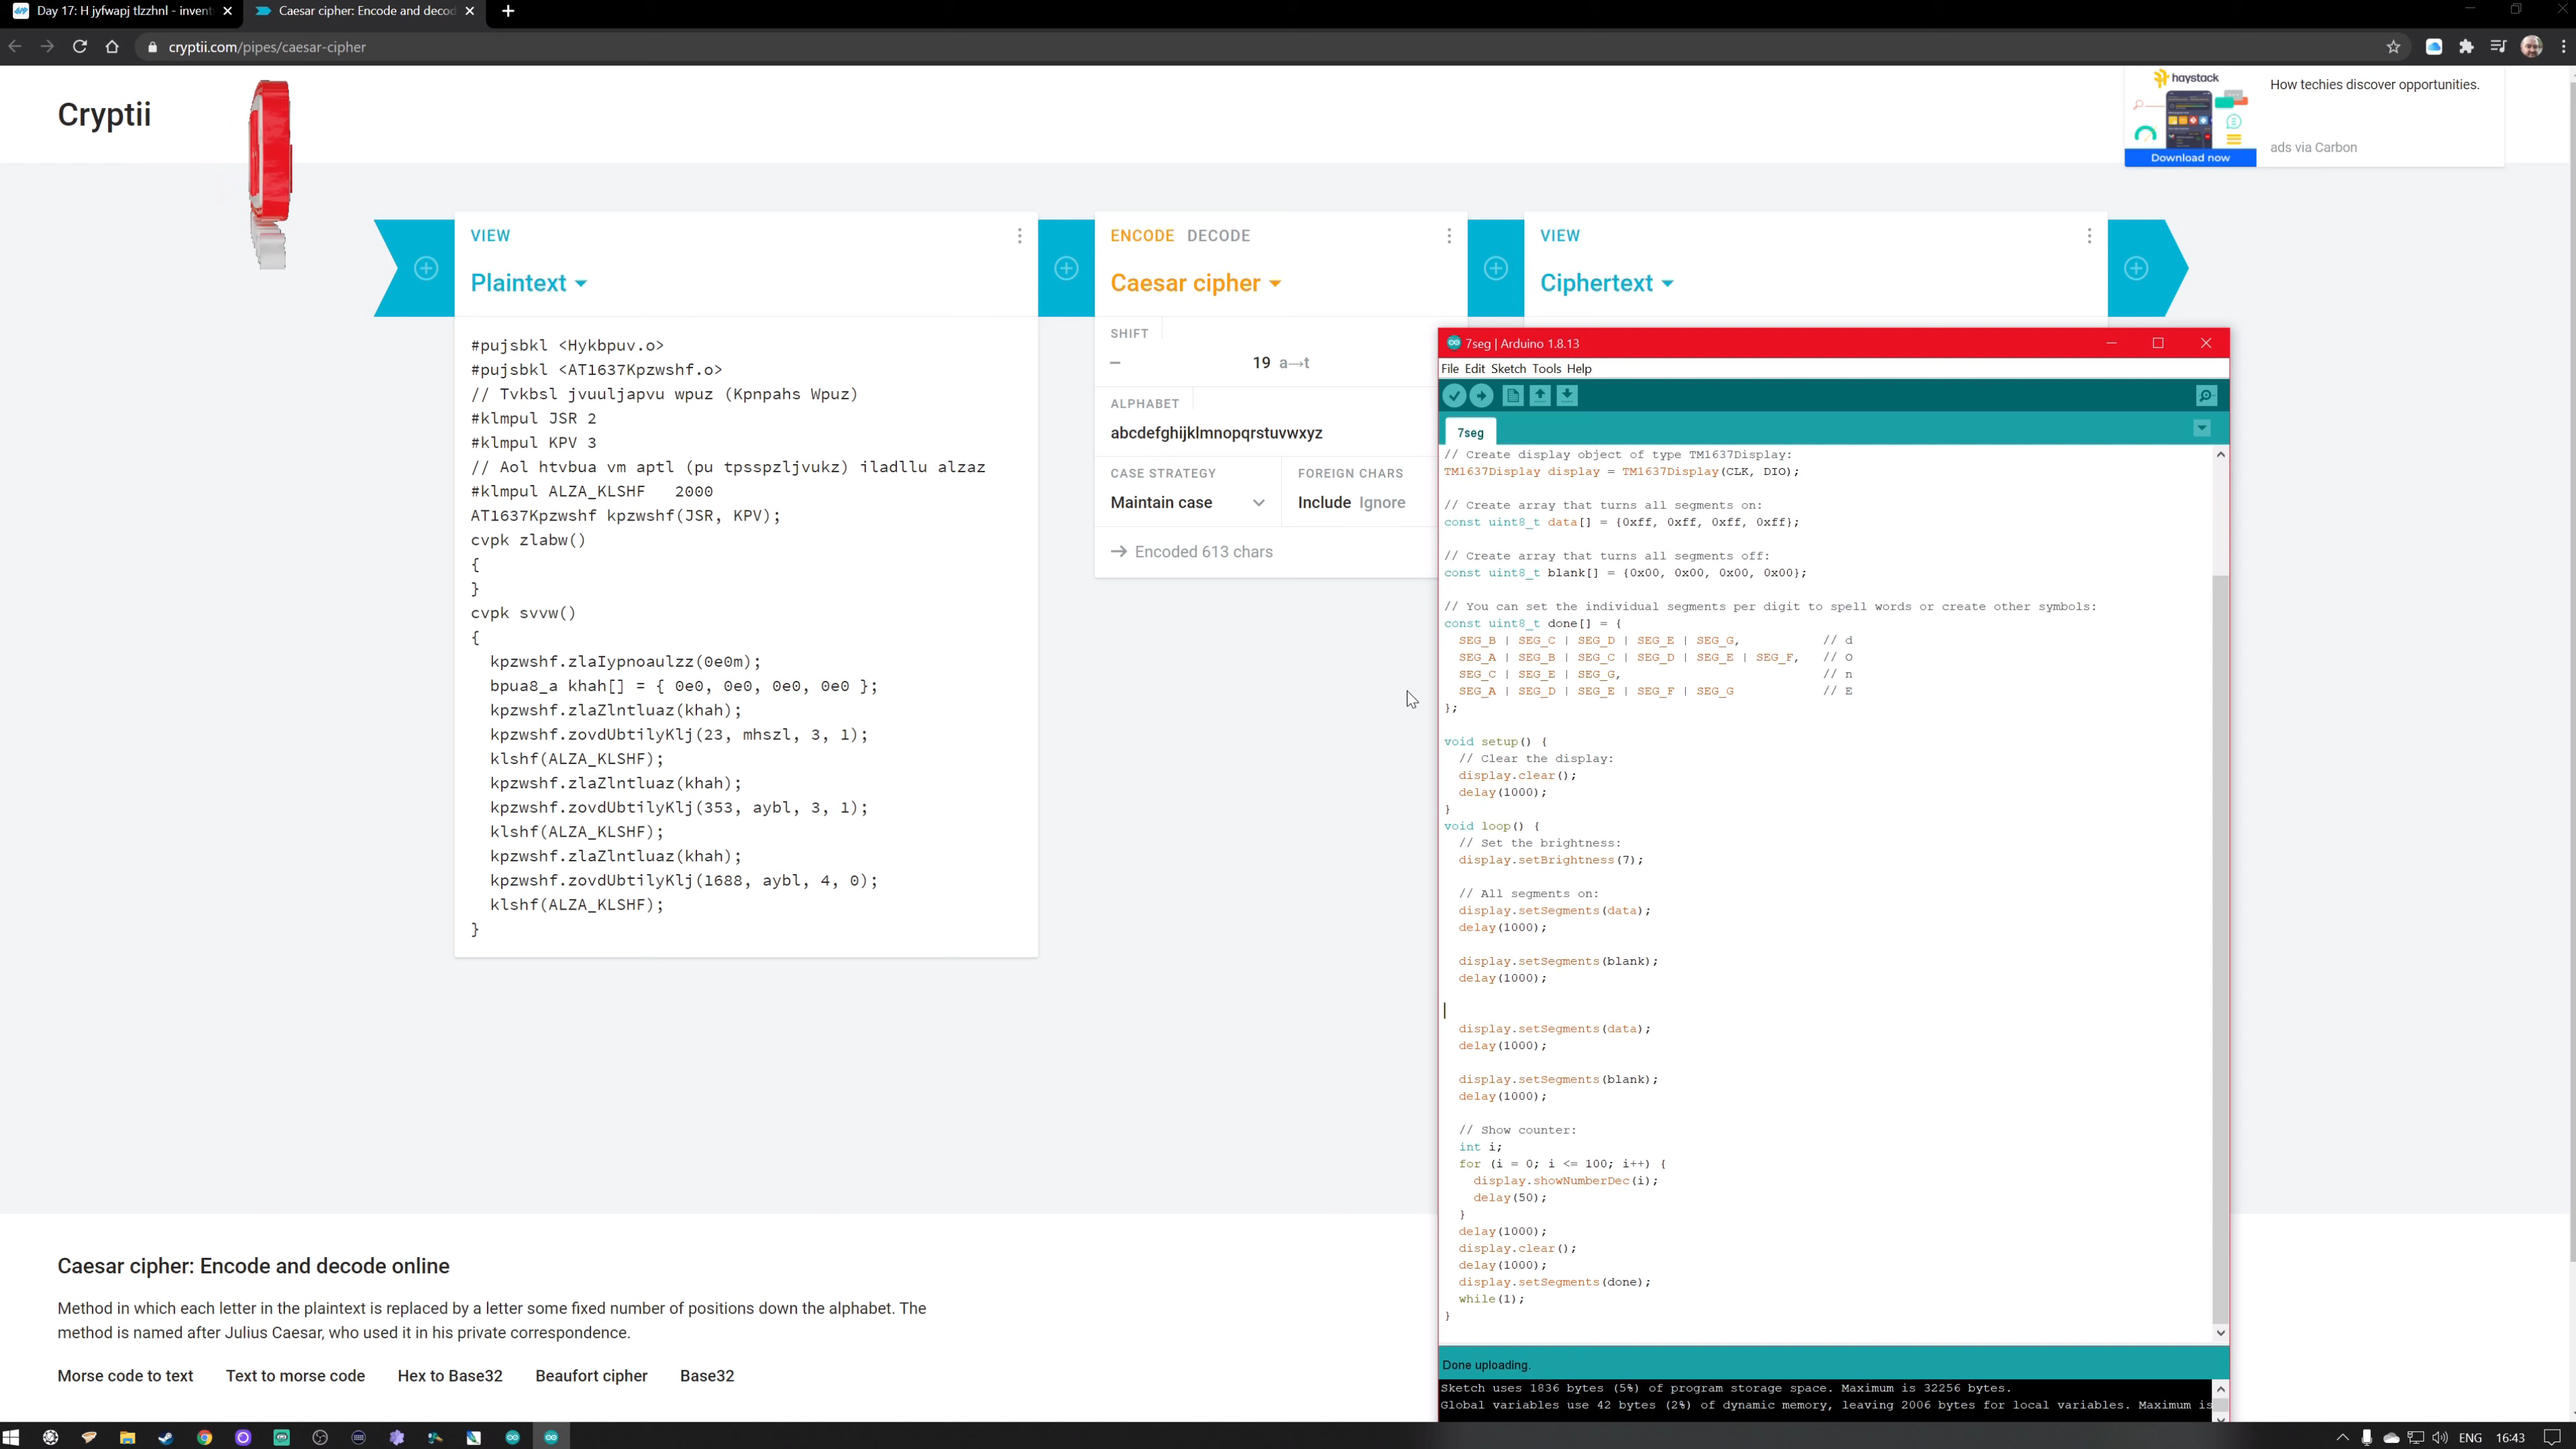 Day 17: H jyfwapj tlzzhnl - invent
Caesar cipher: Encode and decod
cryptii.com/pipes/caesar-cipher
Cryptii
haystack
Download now
How techies discover opportunities.
ads via Carbon
VIEW
Plaintext
#pujsbkl <Hykbpuv.o>
#pujsbkl <AT1637Kpzwshf.o>
// Tvkbsl jvuuljapvu wpuz (Kpnpahs Wpuz)
#klmpul JSR 2
#klmpul KPV 3
// Aol htvbua vm aptl (pu tpsspzljvukz) iladllu alzaz
#klmpul ALZA_KLSHF   2000
AT1637Kpzwshf kpzwshf(JSR, KPV);
cvpk zlabw()
{
}
cvpk svvw()
{
kpzwshf.zlaIypnoaulzz(0e0m);
bpua8_a khah[] = { 0e0, 0e0, 0e0, 0e0 };
kpzwshf.zlaZlntluaz(khah);
kpzwshf.zovdUbtilyKlj(23, mhszl, 3, 1);
klshf(ALZA_KLSHF);
kpzwshf.zlaZlntluaz(khah);
kpzwshf.zovdUbtilyKlj(353, aybl, 3, 1);
klshf(ALZA_KLSHF);
kpzwshf.zlaZlntluaz(khah);
kpzwshf.zovdUbtilyKlj(1688, aybl, 4, 0);
klshf(ALZA_KLSHF);
}
ENCODE DECODE
Caesar cipher
SHIFT
− 19 a→t
ALPHABET
abcdefghijklmnopqrstuvwxyz
CASE STRATEGY
Maintain case
FOREIGN CHARS
Include Ignore
→ Encoded 613 chars
VIEW
Ciphertext
7seg | Arduino 1.8.13
File Edit Sketch Tools Help
7seg
// Create display object of type TM1637Display:
TM1637Display display = TM1637Display(CLK, DIO);
// Create array that turns all segments on:
const uint8_t data[] = {0xff, 0xff, 0xff, 0xff};
// Create array that turns all segments off:
const uint8_t blank[] = {0x00, 0x00, 0x00, 0x00};
// You can set the individual segments per digit to spell words or create other symbols:
const uint8_t done[] = {
SEG_B | SEG_C | SEG_D | SEG_E | SEG_G,           // d
SEG_A | SEG_B | SEG_C | SEG_D | SEG_E | SEG_F,   // O
SEG_C | SEG_E | SEG_G,                           // n
SEG_A | SEG_D | SEG_E | SEG_F | SEG_G            // E
};
void setup() {
// Clear the display:
display.clear();
delay(1000);
}
void loop() {
// Set the brightness:
display.setBrightness(7);
// All segments on:
display.setSegments(data);
delay(1000);
display.setSegments(blank);
delay(1000);
display.setSegments(data);
delay(1000);
display.setSegments(blank);
delay(1000);
// Show counter:
int i;
for (i = 0; i <= 100; i++) {
display.showNumberDec(i);
delay(50);
}
delay(1000);
display.clear();
delay(1000);
display.setSegments(done);
while(1);
}
Done uploading.
Sketch uses 1836 bytes (5%) of program storage space. Maximum is 32256 bytes.
Global variables use 42 bytes (2%) of dynamic memory, leaving 2006 bytes for local variables. Maximum is
Caesar cipher: Encode and decode online
Method in which each letter in the plaintext is replaced by a letter some fixed number of positions down the alphabet. The
method is named after Julius Caesar, who used it in his private correspondence.
Morse code to text Text to morse code Hex to Base32 Beaufort cipher Base32
ENG 16:43